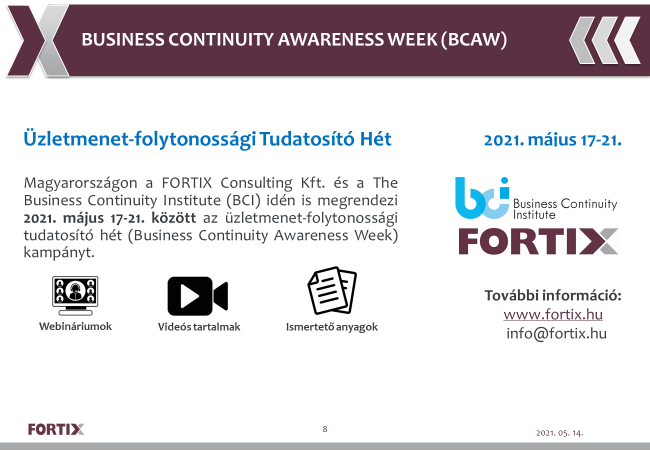 BUSINESS CONTINUITY AWARENESS WEEK (BCAW)
Üzletmenet-folytonossági Tudatosító Hét
2021. május 17-21.
Magyarországon a FORTIX Consulting Kft. és a The
Business Continuity Institute (BCI) idén is megrendezi
2021. május 17-21. között az üzletmenet-folytonossági
tudatosító hét (Business Continuity Awareness Week)
kampányt.
Webináriumok
Videós tartalmak
Ismertető anyagok
bci Business Continuity
Institute
FORTIX
További információ:
www.fortix.hu
info@fortix.hu
FORTIX
8
2021. 05. 14.